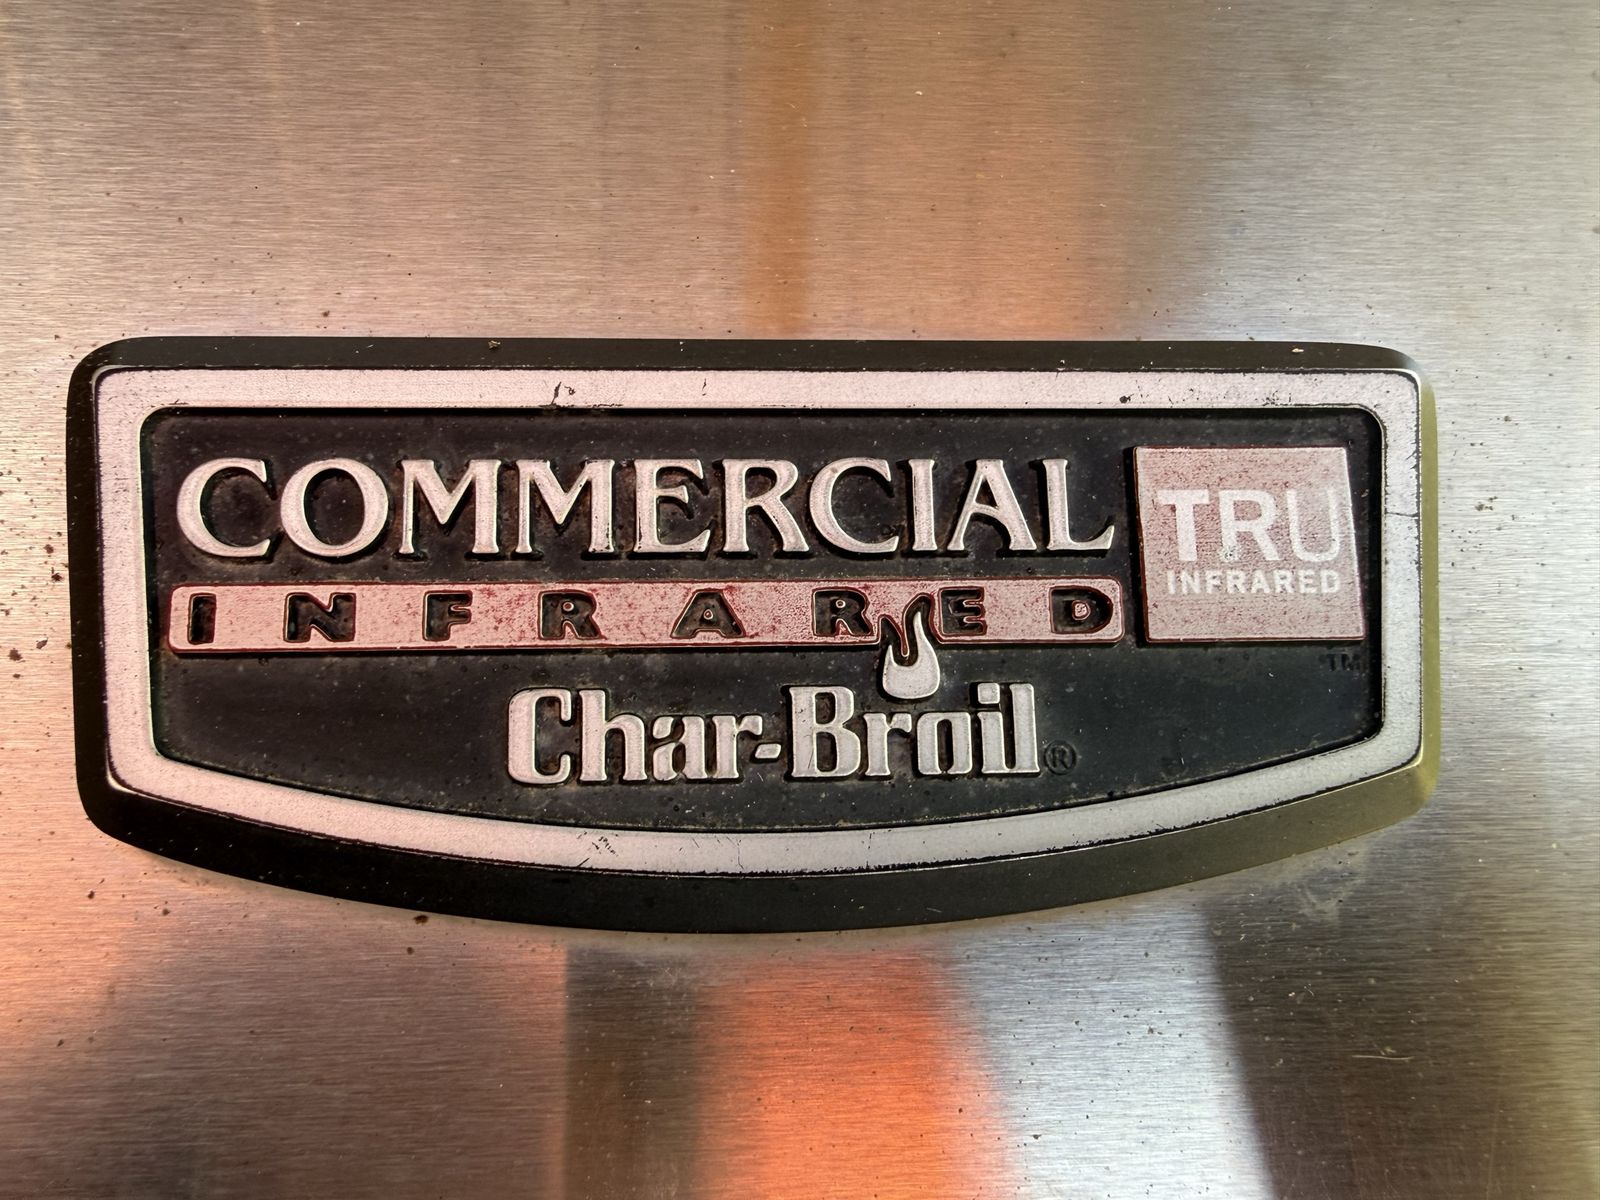 COMMERCIAL
INFRARED
TRU
INFRARED
TM
Char-Broil®